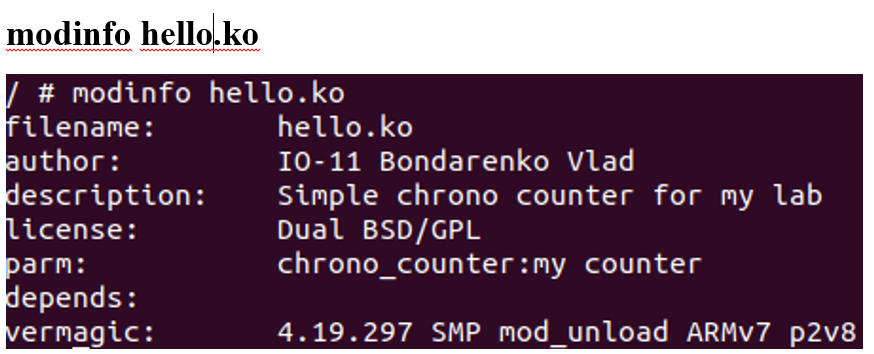 modinfo hello.ko
/ # modinfo hello.ko
filename:       hello.ko
author:         IO-11 Bondarenko Vlad
description:    Simple chrono counter for my lab
license:        Dual BSD/GPL
parm:           chrono_counter:my counter
depends:
vermagic:       4.19.297 SMP mod_unload ARMv7 p2v8